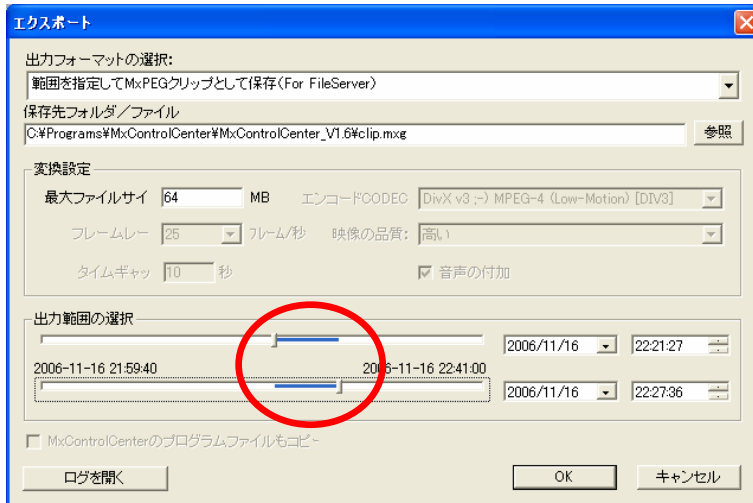 エクスポート
出力フォーマットの選択:
範囲を指定してMxPEGクリップとして保存(For FileServer)
保存先フォルダ/ファイル
C:¥Programs¥MxControlCenter¥MxControlCenter_V1.6¥clip.mxg 参照
変換設定
最大ファイルサイ 64 MB エンコードCODEC DivX v3 ;-) MPEG-4 (Low-Motion) [DIV3]
フレームレー 25 フレーム/秒 映像の品質: 高い
タイムギャッ 10 秒 音声の付加
出力範囲の選択
2006/11/16 22:21:27
2006-11-16 21:59:40 2006-11-16 22:41:00
2006/11/16 22:27:36
MxControlCenterのプログラムファイルもコピー
ログを開く OK キャンセル